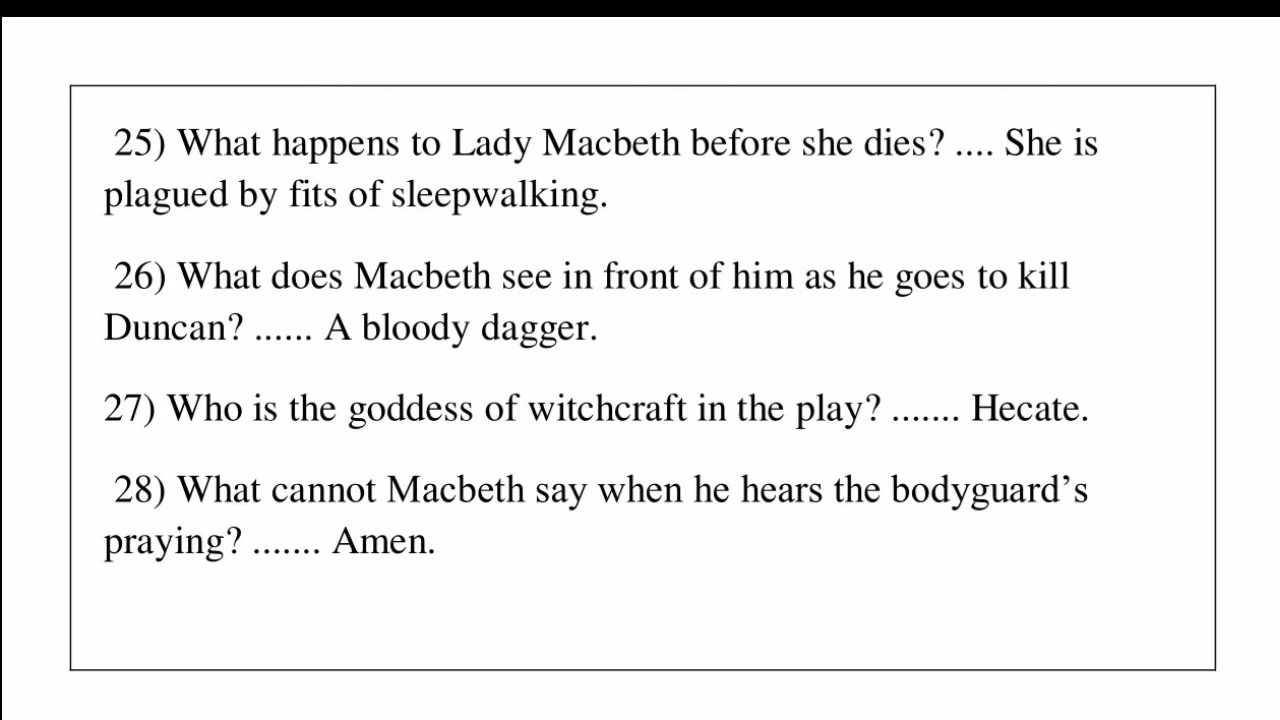 25) What happens to Lady Macbeth before she dies? .... She is
plagued by fits of sleepwalking.
26) What does Macbeth see in front of him as he goes to kill
Duncan? ...... A bloody dagger.
27) Who is the goddess of witchcraft in the play? ....... Hecate.
28) What cannot Macbeth say when he hears the bodyguard’s
praying? ....... Amen.